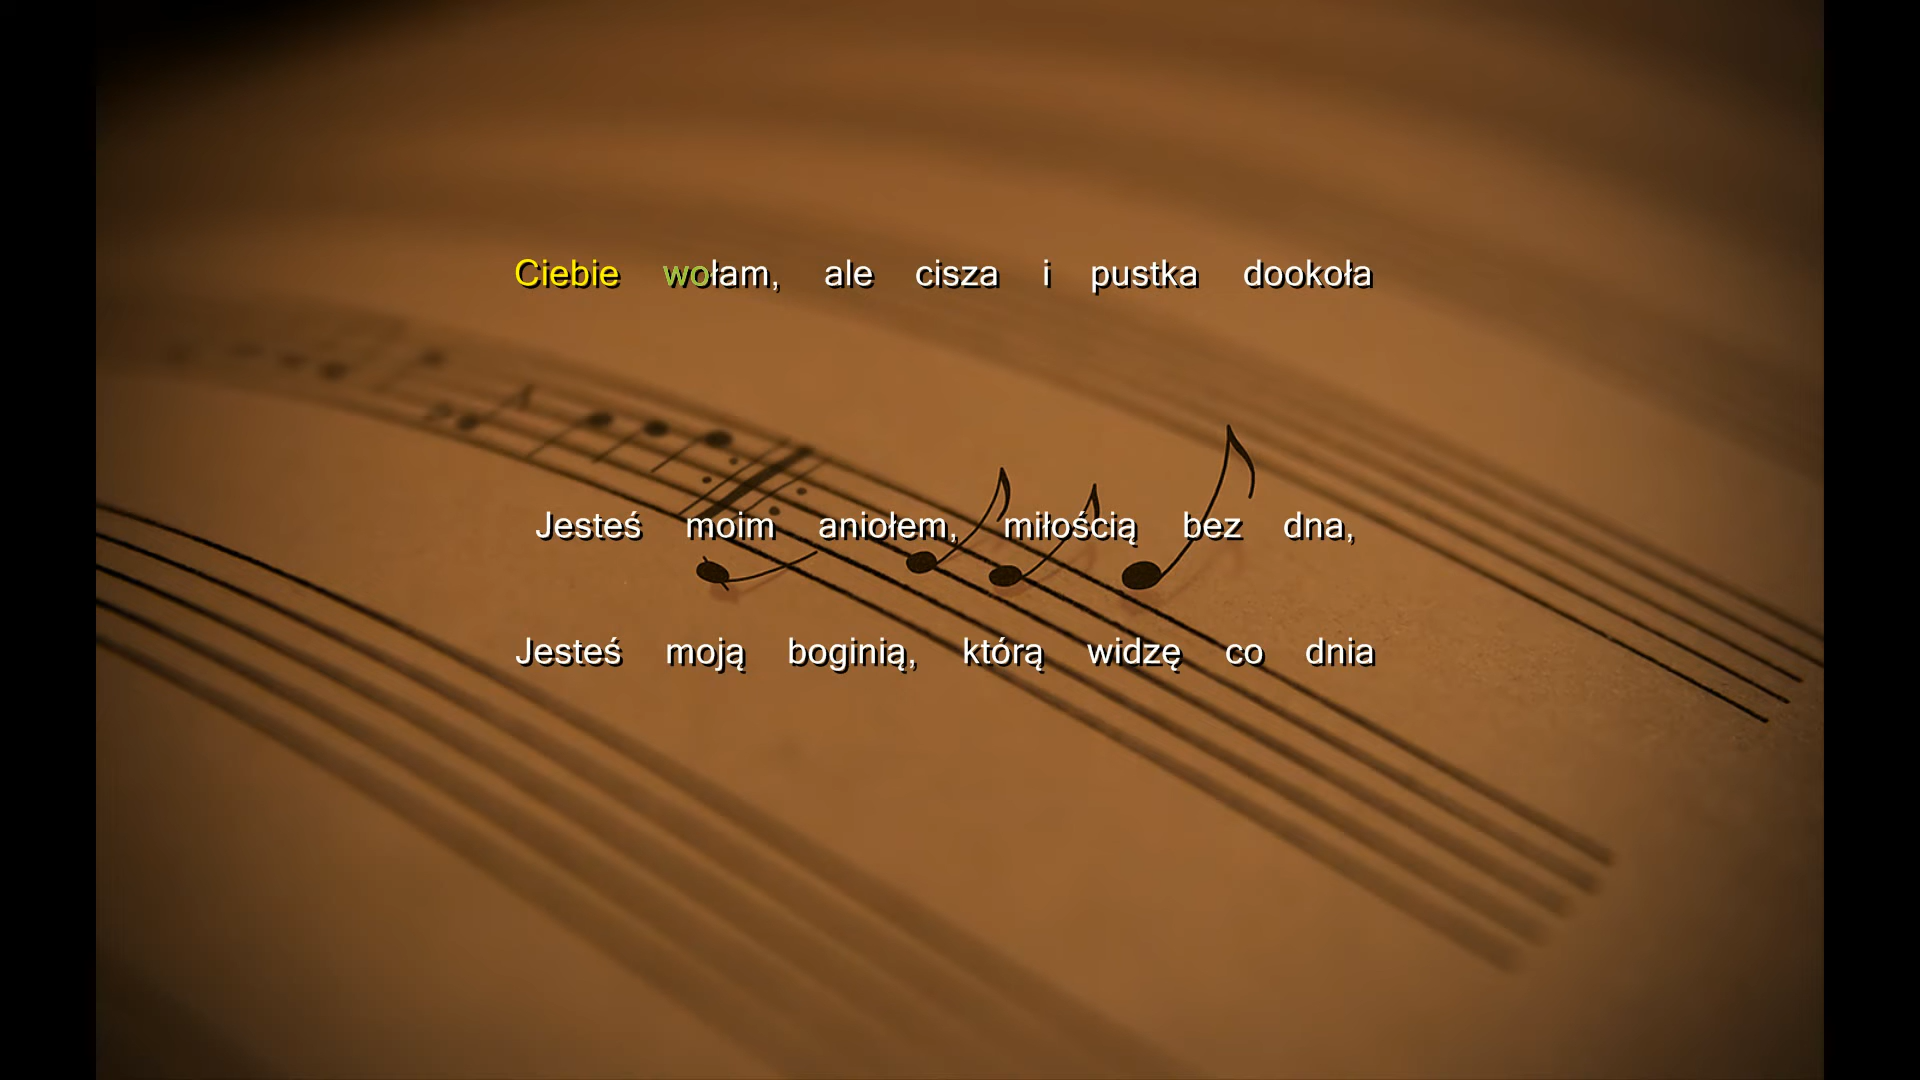 Ciebie wołam, ale cisza i pustka dookoła
Jesteś moim aniołem, miłością bez dna,
Jesteś moją boginią, którą widzę co dnia